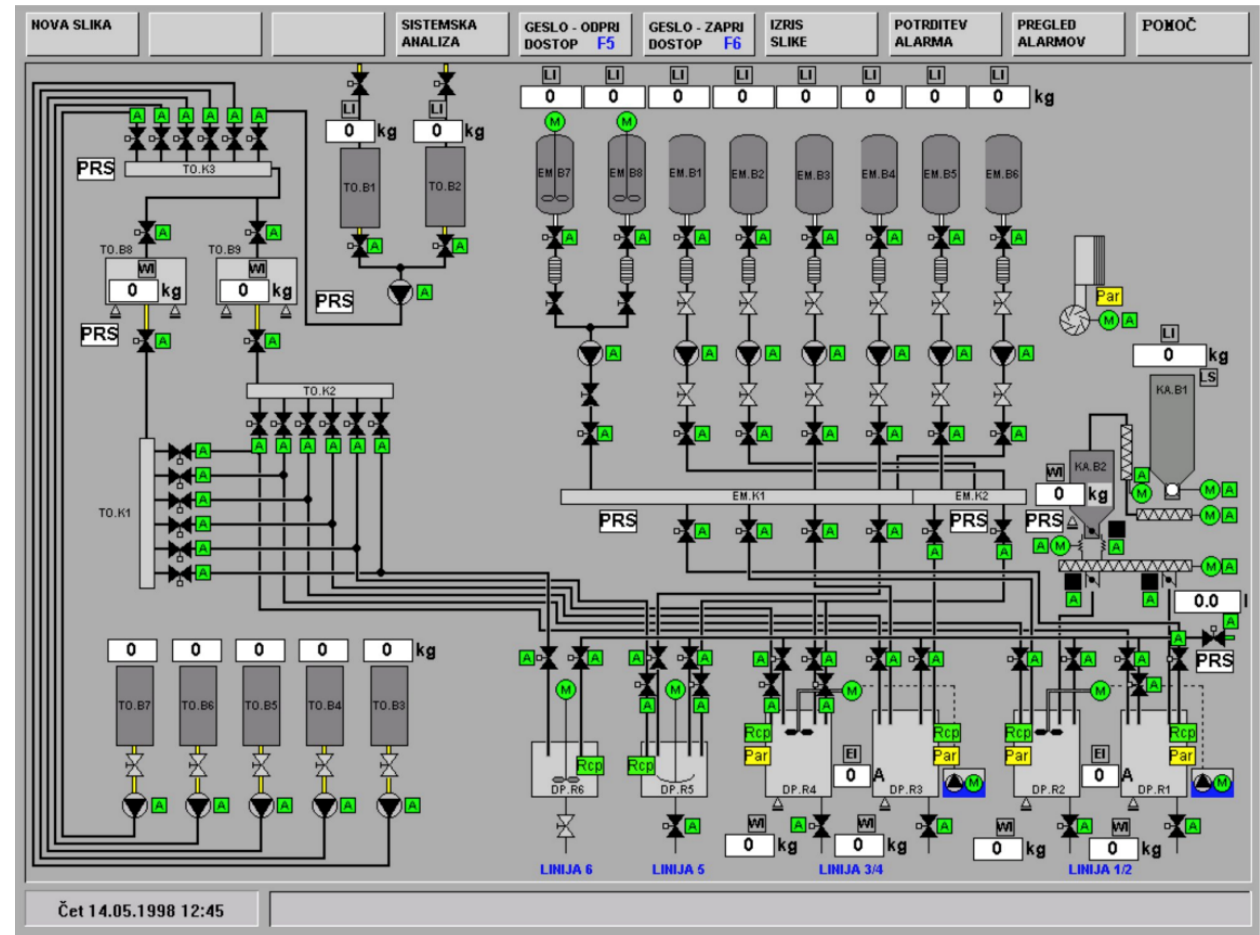 NOVA SLIKA
SISTEMSKA
ANALIZA
GESLO - ODPRI
DOSTOP F5
GESLO - ZAPRI
DOSTOP F6
IZRIS
SLIKE
POTRDITEV
ALARMA
PREGLED
ALARMOV
POMOČ
LI LI LI LI LI LI LI LI
0 0 0 0 0 0 0 0 kg
M M
A A A A A A
LI LI
0 kg 0 kg
PRS TO.K3
TO.B1 TO.B2
EM.B7 EM.B8 EM.B1 EM.B2 EM.B3 EM.B4 EM.B5 EM.B6
A A A A
A A A A A A A A
TO.B8 TO.B9
WI WI
0 kg 0 kg
PRS
A
Par
M A
PRS
A A
A A A A A A A
LI
0 kg
LS
KA.B1
TO.K2
A A A A A A
A A A A A A A
TO.K1
A
A
A
A
A
A
EM.K1 EM.K2
PRS PRS PRS
A A A A A A
KA.B2
WI
0 kg
A
M M A
M A
A M A
M A
A A
0.0 l
A
PRS
0 0 0 0 0 kg
TO.B7 TO.B6 TO.B5 TO.B4 TO.B3
A A A A A
A A A A A A A A A A A A A
M M A A A A M M A
Rcp Rcp Rcp Rcp Rcp Rcp
Par Par Par Par
EI EI
0 A 0 A
M M
DP.R6 DP.R5 DP.R4 DP.R3 DP.R2 DP.R1
A A A A A
WI WI WI WI
0 kg 0 kg 0 kg 0 kg
LINIJA 6 LINIJA 5 LINIJA 3/4 LINIJA 1/2
Čet 14.05.1998 12:45